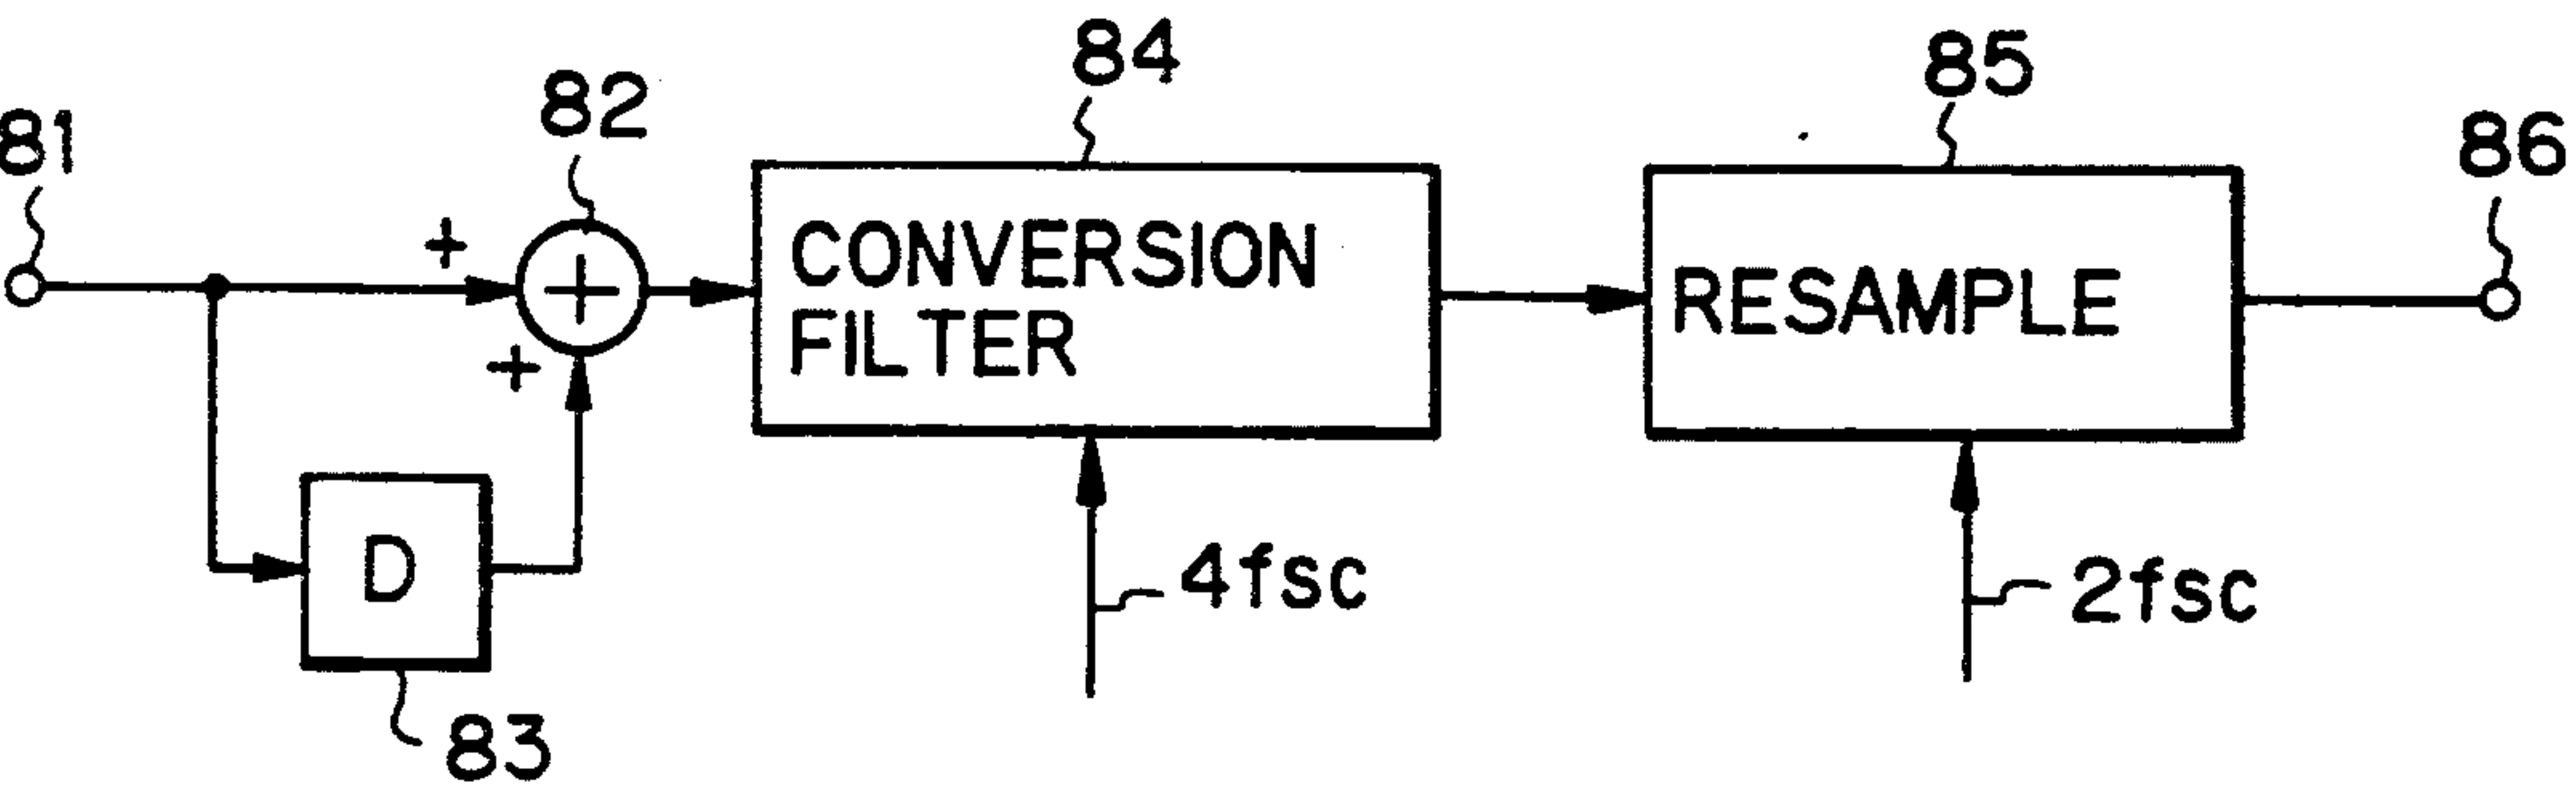 81
82
84
85
86
+
+
+
CONVERSION
FILTER
RESAMPLE
D
83
4fsc
2fsc